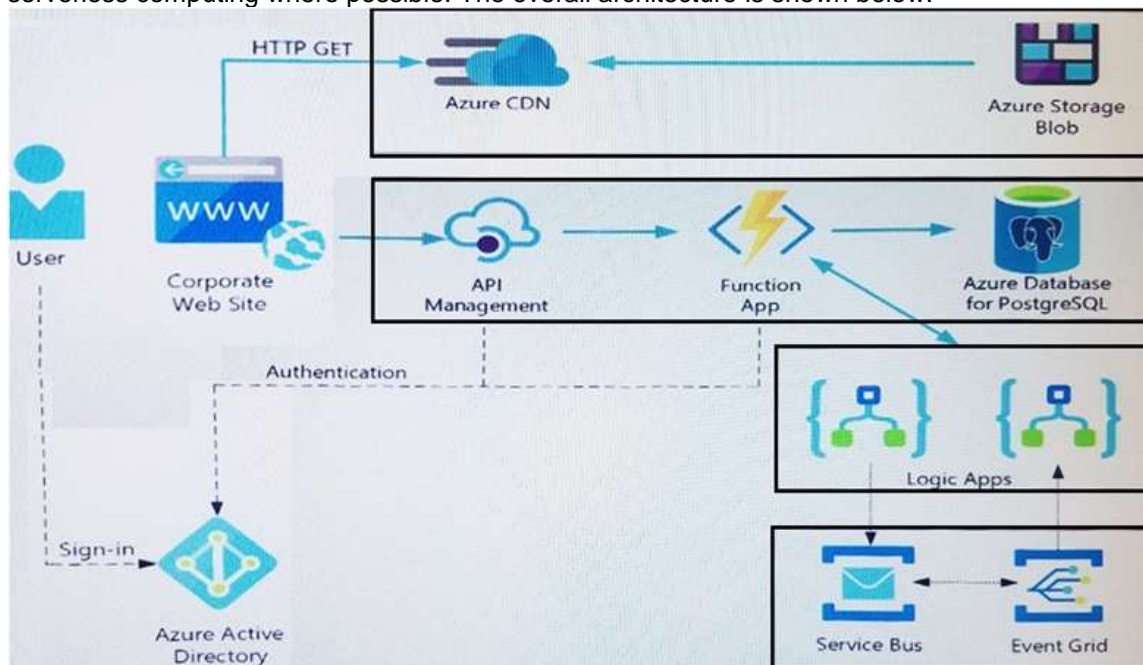 serverless computing where possible. The overall architecture is shown below:
HTTP GET
Azure CDN
Azure Storage
Blob
WWW
User
Corporate
Web Site
API
Management
Function
App
Azure Database
for PostgreSQL
Authentication
Logic Apps
Sign-in
Azure Active
Directory
Service Bus
Event Grid